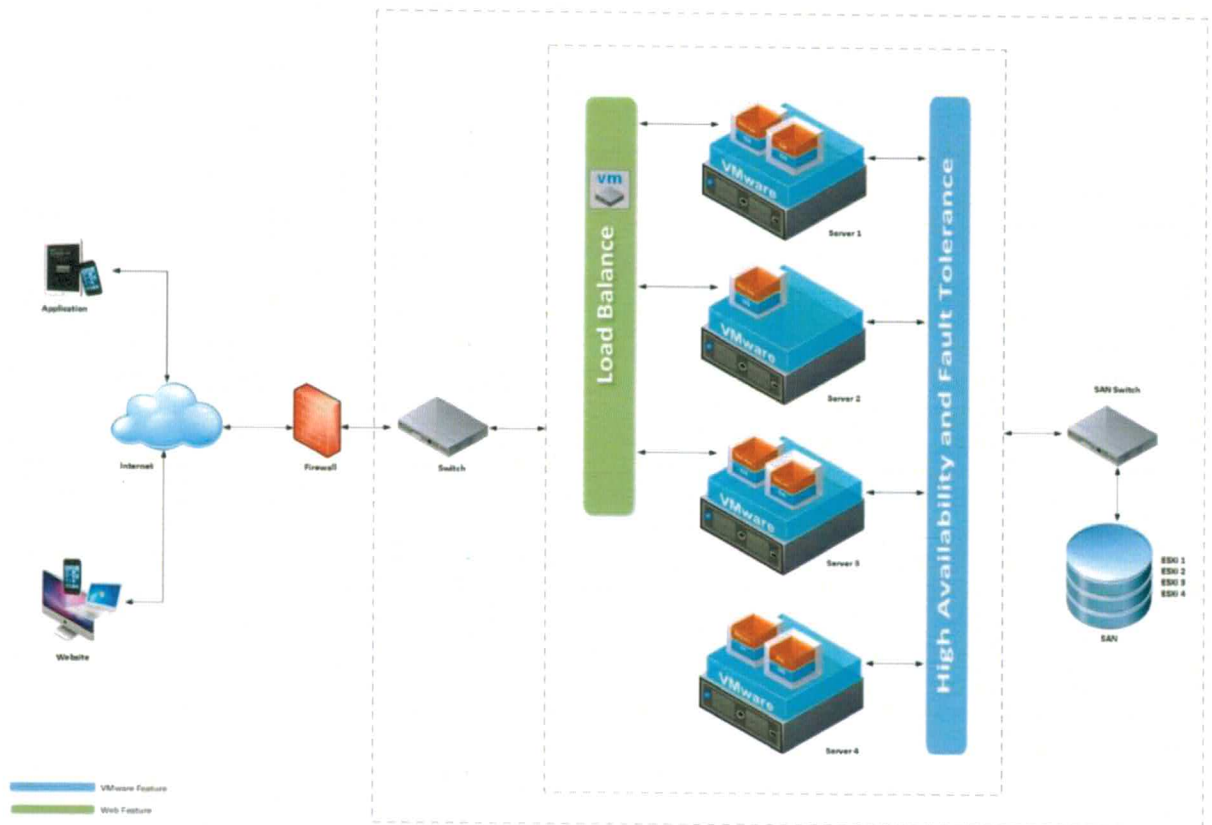 Application
Internet
Website
Firewall
Switch
vm
Load Balance
VMware
Server 1
VMware
Server 2
VMware
Server 3
VMware
Server 4
High Availability and Fault Tolerance
SAN Switch
ESXi 1
ESXi 2
ESXi 3
ESXi 4
SAN
VMware Feature
Web Feature